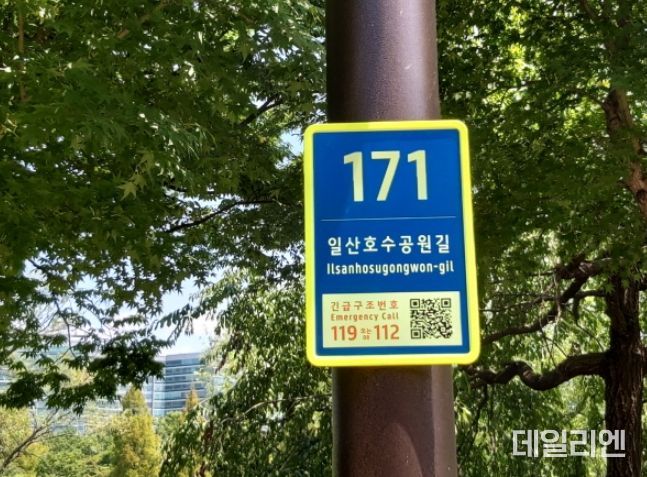 171
일산호수공원길
Ilsanhosugongwon-gil
긴급구조번호
Emergency Call
119 또는 or 112
데일리엔